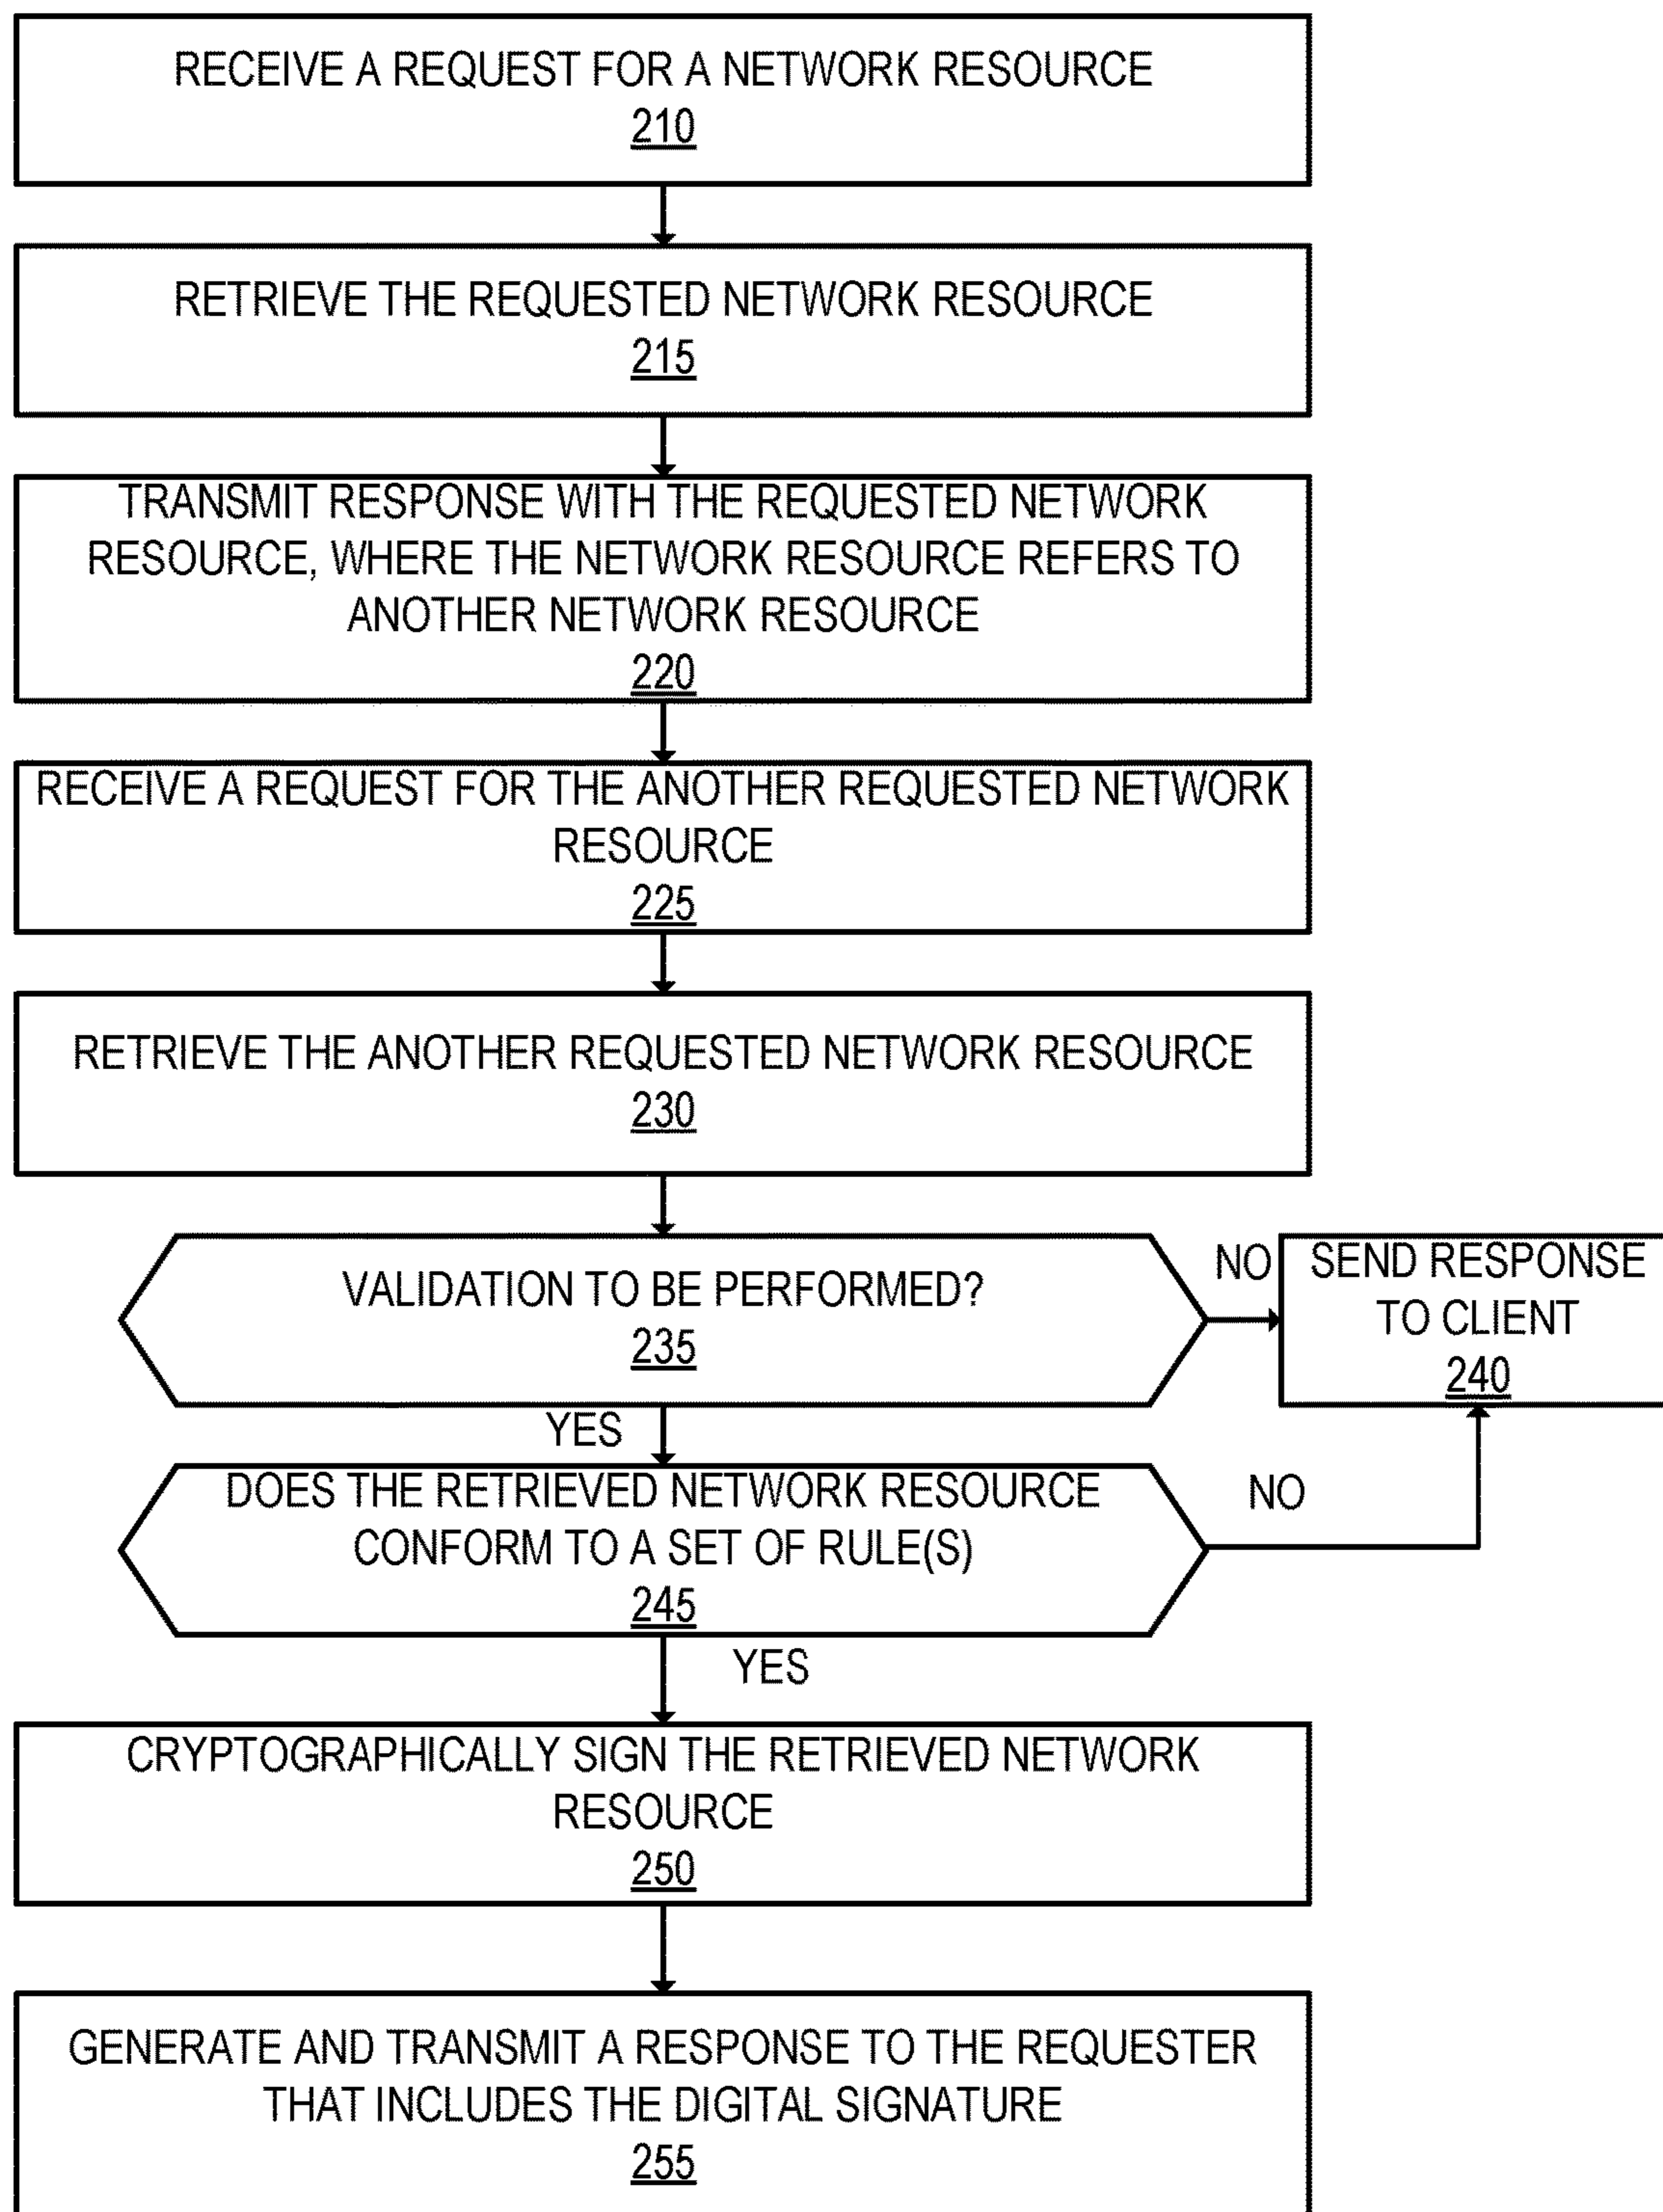 RECEIVE A REQUEST FOR A NETWORK RESOURCE
210
RETRIEVE THE REQUESTED NETWORK RESOURCE
215
TRANSMIT RESPONSE WITH THE REQUESTED NETWORK
RESOURCE, WHERE THE NETWORK RESOURCE REFERS TO
ANOTHER NETWORK RESOURCE
220
RECEIVE A REQUEST FOR THE ANOTHER REQUESTED NETWORK
RESOURCE
225
RETRIEVE THE ANOTHER REQUESTED NETWORK RESOURCE
230
VALIDATION TO BE PERFORMED?
235
NO
SEND RESPONSE
TO CLIENT
240
YES
DOES THE RETRIEVED NETWORK RESOURCE
CONFORM TO A SET OF RULE(S)
245
NO
YES
CRYPTOGRAPHICALLY SIGN THE RETRIEVED NETWORK
RESOURCE
250
GENERATE AND TRANSMIT A RESPONSE TO THE REQUESTER
THAT INCLUDES THE DIGITAL SIGNATURE
255